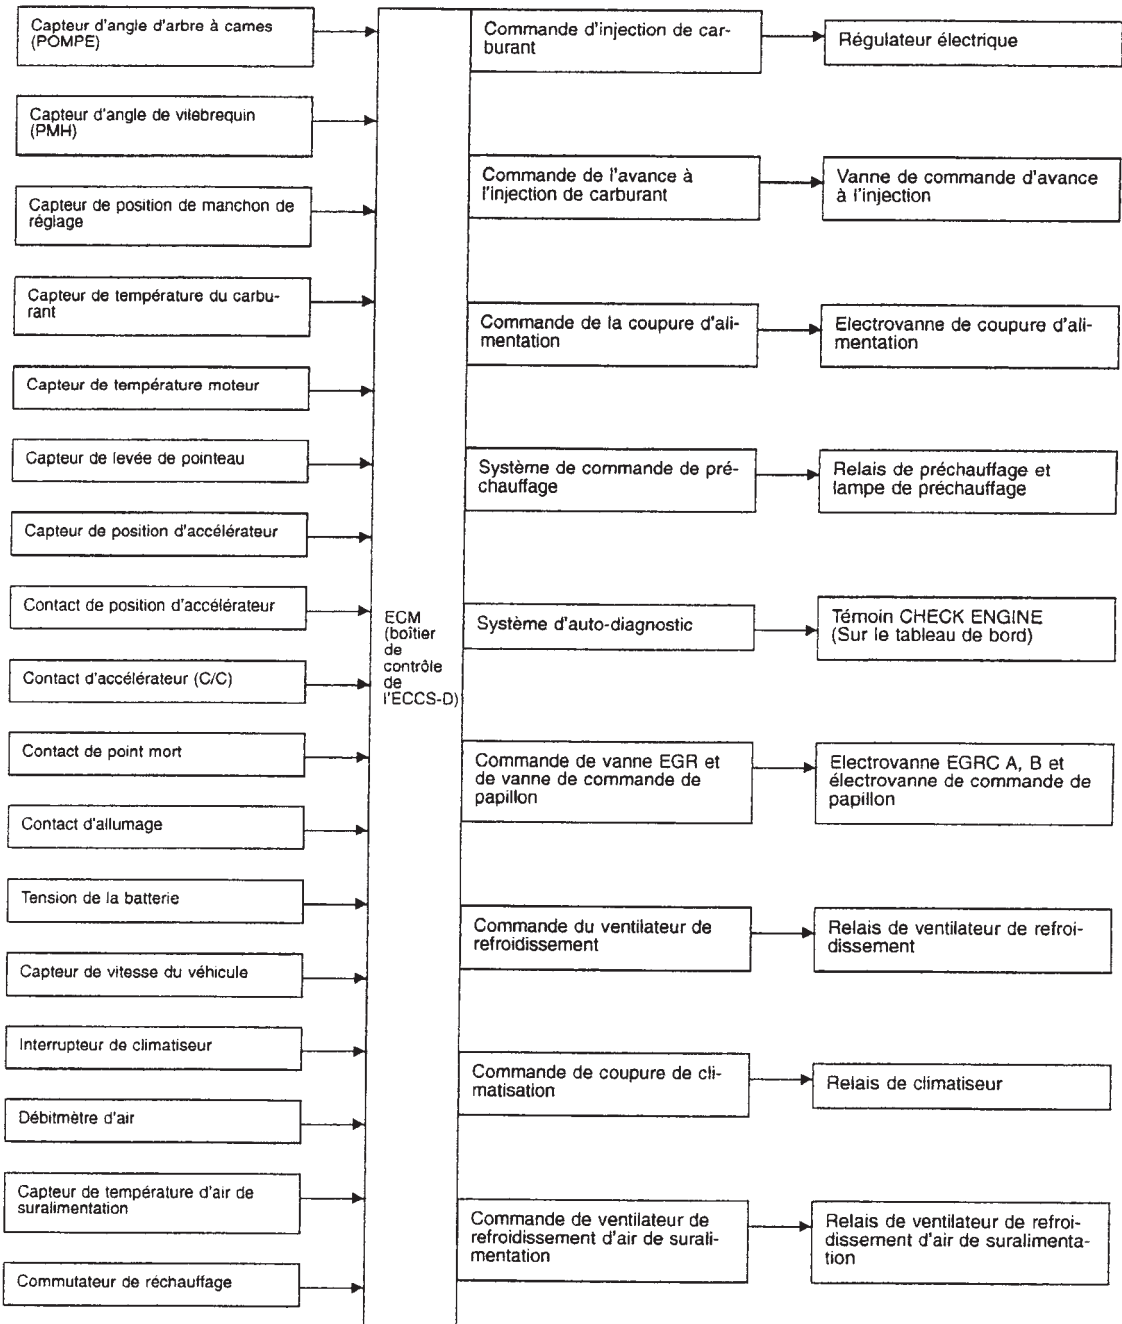 Capteur d'angle d'arbre à cames
(POMPE)
Capteur d'angle de vilebrequin
(PMH)
Capteur de position de manchon de
réglage
Capteur de température du carbu-
rant
Capteur de température moteur
Capteur de levée de pointeau
Capteur de position d'accélérateur
Contact de position d'accélérateur
Contact d'accélérateur (C/C)
Contact de point mort
Contact d'allumage
Tension de la batterie
Capteur de vitesse du véhicule
Interrupteur de climatiseur
Débitmètre d'air
Capteur de température d'air de
suralimentation
Commutateur de réchauffage
ECM
(boîtier
de
contrôle
de
l'ECCS-D)
Commande d'injection de car-
burant
Régulateur électrique
Commande de l'avance à
l'injection de carburant
Vanne de commande d'avance
à l'injection
Commande de la coupure d'ali-
mentation
Electrovanne de coupure d'ali-
mentation
Système de commande de pré-
chauffage
Relais de préchauffage et
lampe de préchauffage
Système d'auto-diagnostic
Témoin CHECK ENGINE
(Sur le tableau de bord)
Commande de vanne EGR et
de vanne de commande de
papillon
Electrovanne EGRC A, B et
électrovanne de commande de
papillon
Commande du ventilateur de
refroidissement
Relais de ventilateur de refroi-
dissement
Commande de coupure de cli-
matisation
Relais de climatiseur
Commande de ventilateur de
refroidissement d'air de surali-
mentation
Relais de ventilateur de refroi-
dissement d'air de suralimenta-
tion